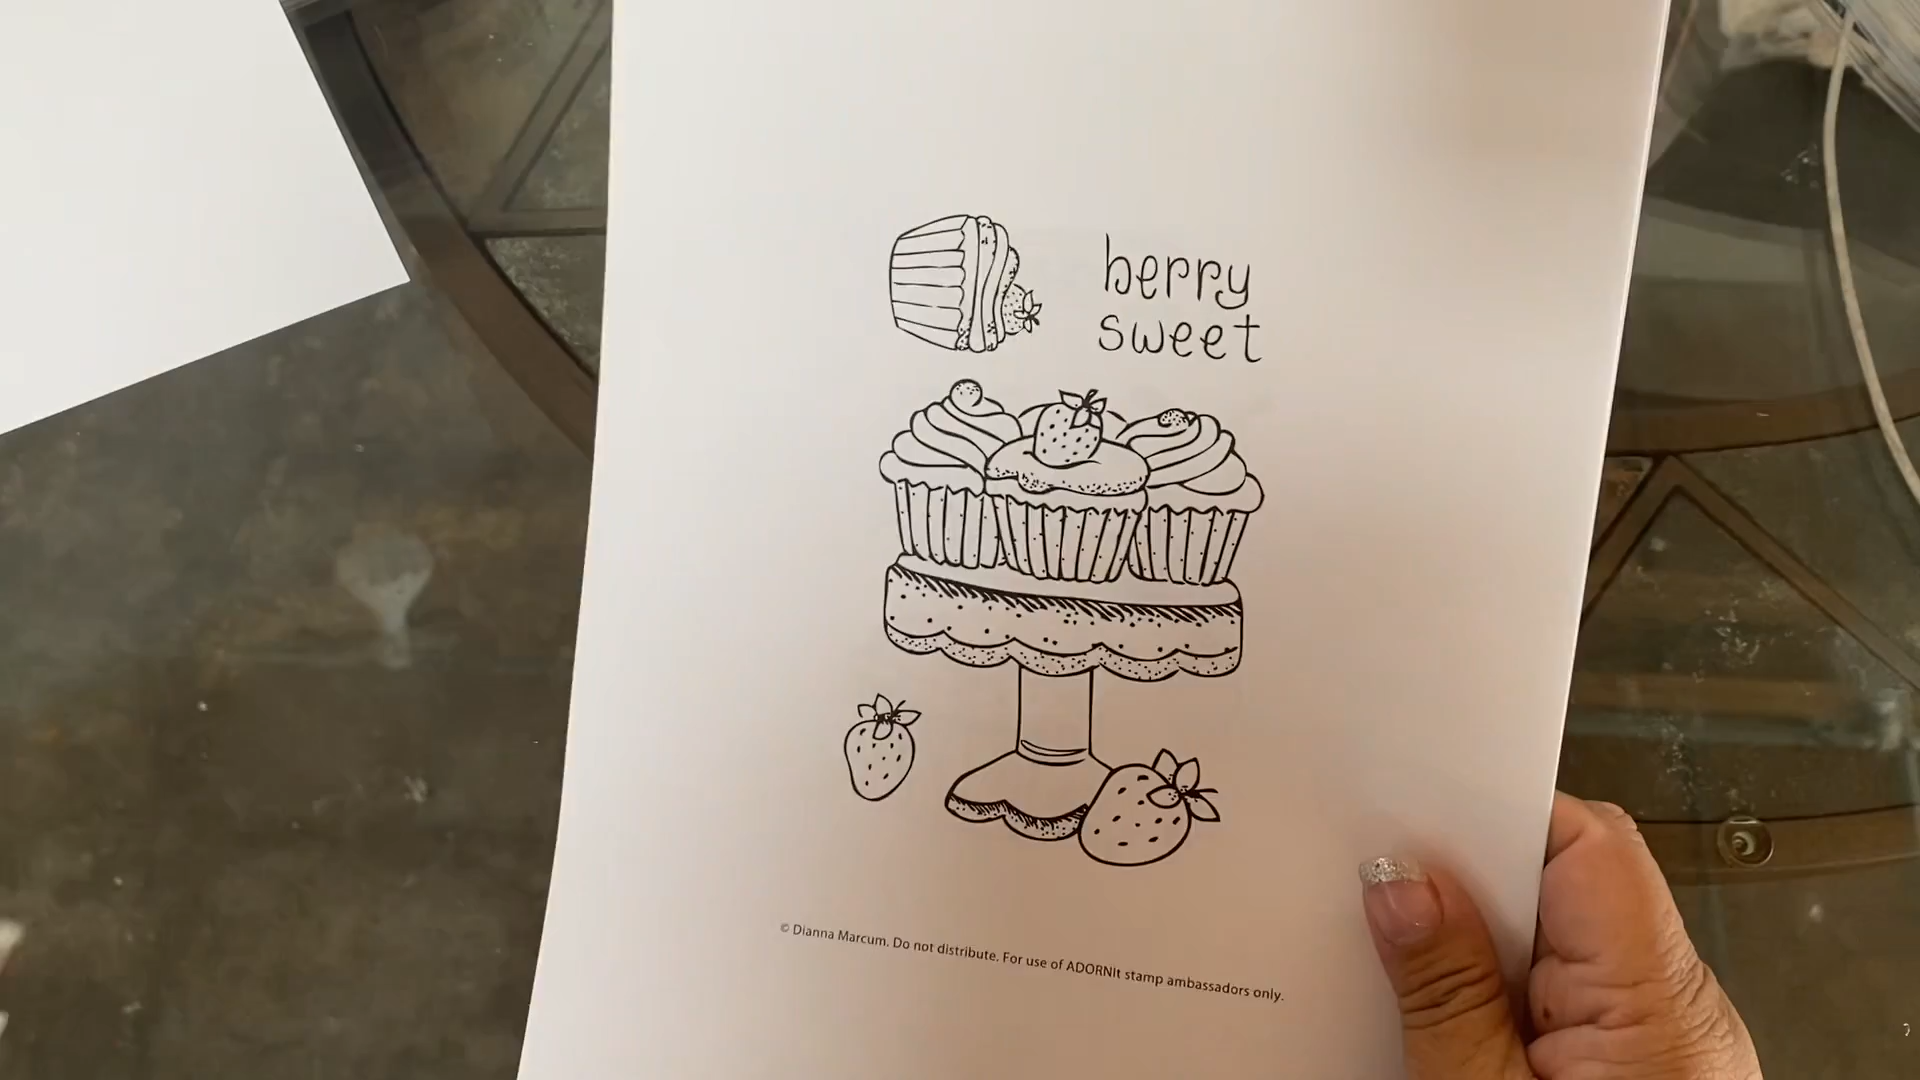 berry
sweet
© Dianna Marcum. Do not distribute. For use of ADORNIt stamp ambassadors only.